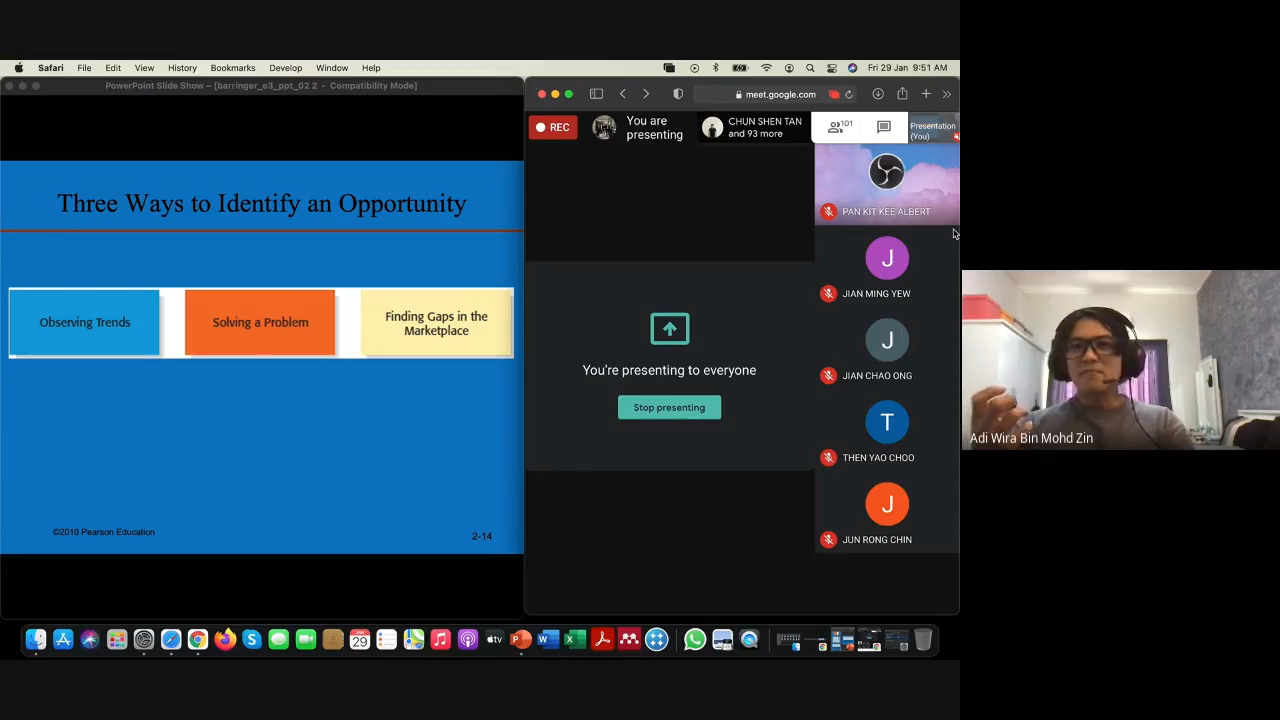 Safari File Edit View History Bookmarks Develop Window Help
Fri 29 Jan 9:51 AM
PowerPoint Slide Show – [barringer_e3_ppt_02 2 - Compatibility Mode]
Three Ways to Identify an Opportunity
Observing Trends
Solving a Problem
Finding Gaps in the
Marketplace
©2010 Pearson Education
2-14
meet.google.com
REC
You are
presenting
CHUN SHEN TAN
and 93 more
101
Presentation
(You)
PAN KIT KEE ALBERT
J
JIAN MING YEW
J
JIAN CHAO ONG
T
THEN YAO CHOO
J
JUN RONG CHIN
You're presenting to everyone
Stop presenting
Adi Wira Bin Mohd Zin
JAN
29
tv